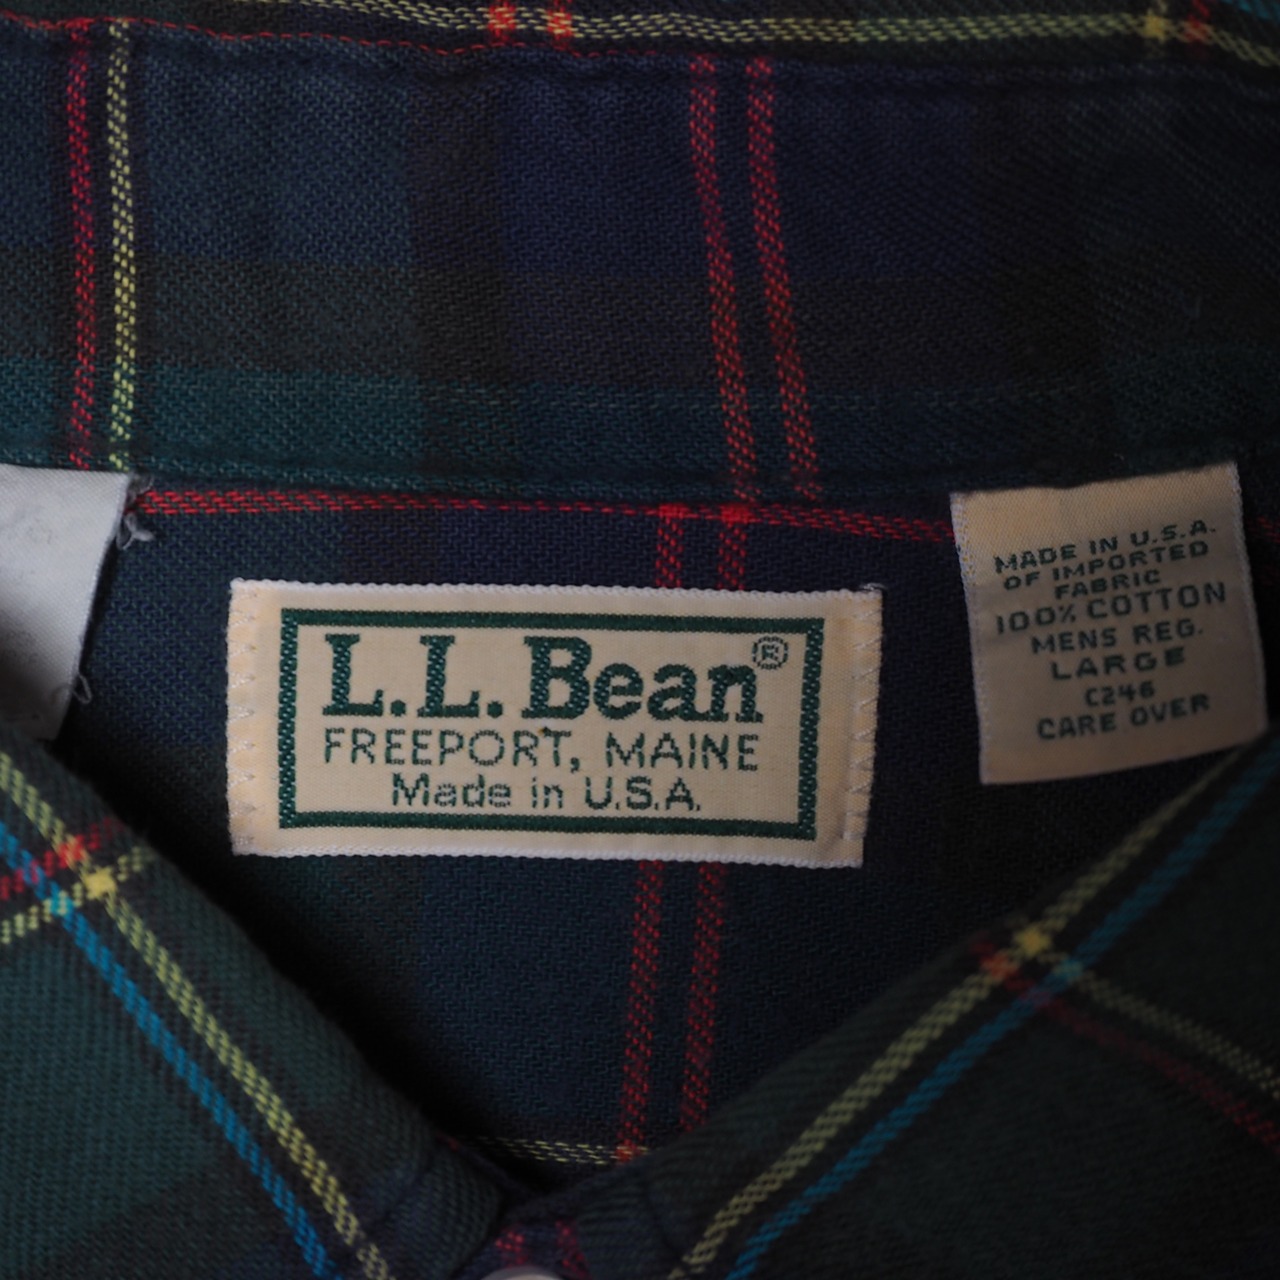 L.L.Bean®
FREEPORT, MAINE
Made in U.S.A.
MADE IN U.S.A.
OF IMPORTED
FABRIC
100% COTTON
MENS REG.
LARGE
C246
CARE OVER